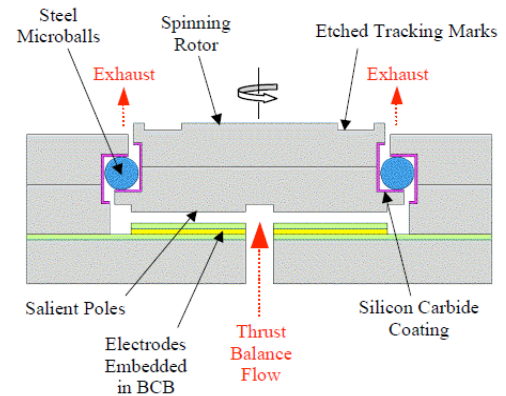 Steel
Microballs
Spinning
Rotor
Etched Tracking Marks
Exhaust
Exhaust
Salient Poles
Electrodes
Embedded
in BCB
Thrust
Balance
Flow
Silicon Carbide
Coating